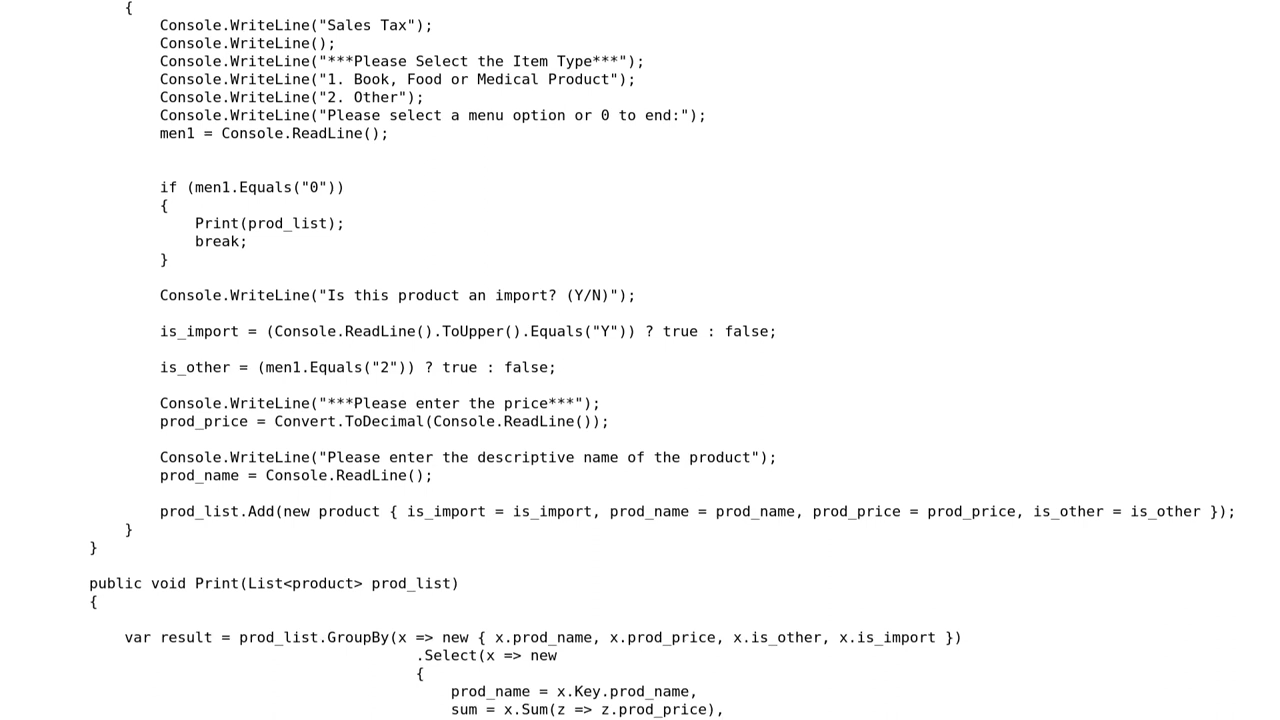 {
Console.WriteLine("Sales Tax");
Console.WriteLine();
Console.WriteLine("***Please Select the Item Type***");
Console.WriteLine("1. Book, Food or Medical Product");
Console.WriteLine("2. Other");
Console.WriteLine("Please select a menu option or 0 to end:");
men1 = Console.ReadLine();
if (men1.Equals("0"))
{
Print(prod_list);
break;
}
Console.WriteLine("Is this product an import? (Y/N)");
is_import = (Console.ReadLine().ToUpper().Equals("Y")) ? true : false;
is_other = (men1.Equals("2")) ? true : false;
Console.WriteLine("***Please enter the price***");
prod_price = Convert.ToDecimal(Console.ReadLine());
Console.WriteLine("Please enter the descriptive name of the product");
prod_name = Console.ReadLine();
prod_list.Add(new product { is_import = is_import, prod_name = prod_name, prod_price = prod_price, is_other = is_other });
}
}
public void Print(List<product> prod_list)
{
var result = prod_list.GroupBy(x => new { x.prod_name, x.prod_price, x.is_other, x.is_import })
.Select(x => new
{
prod_name = x.Key.prod_name,
sum = x.Sum(z => z.prod_price),